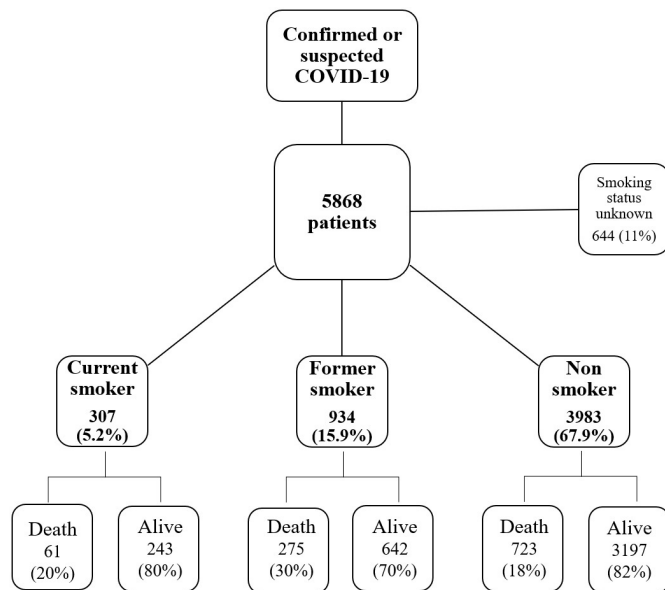 Confirmed or
suspected
COVID-19
5868
patients
Smoking
status
unknown
644 (11%)
Current
smoker
307
(5.2%)
Former
smoker
934
(15.9%)
Non
smoker
3983
(67.9%)
Death
61
(20%)
Alive
243
(80%)
Death
275
(30%)
Alive
642
(70%)
Death
723
(18%)
Alive
3197
(82%)